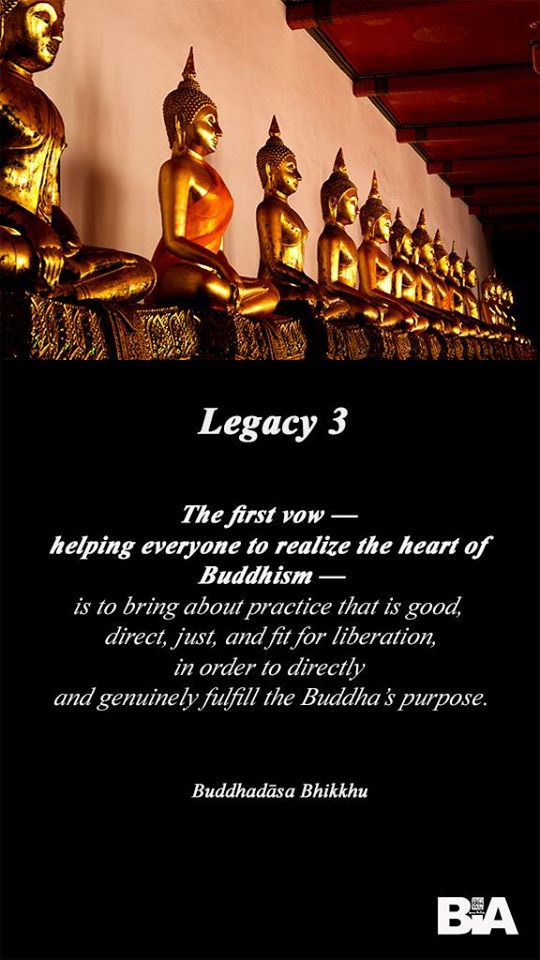 Legacy 3
The first vow —
helping everyone to realize the heart of
Buddhism —
is to bring about practice that is good,
direct, just, and fit for liberation,
in order to directly
and genuinely fulfill the Buddha's purpose.
Buddhadāsa Bhikkhu
BIA